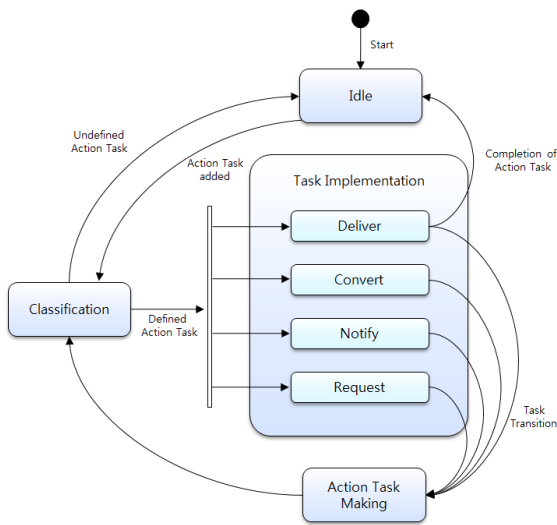 Start
Idle
Undefined
Action Task
Action Task
added
Completion of
Action Task
Task Implementation
Deliver
Convert
Classification
Defined
Action Task
Notify
Request
Task
Transition
Action Task
Making